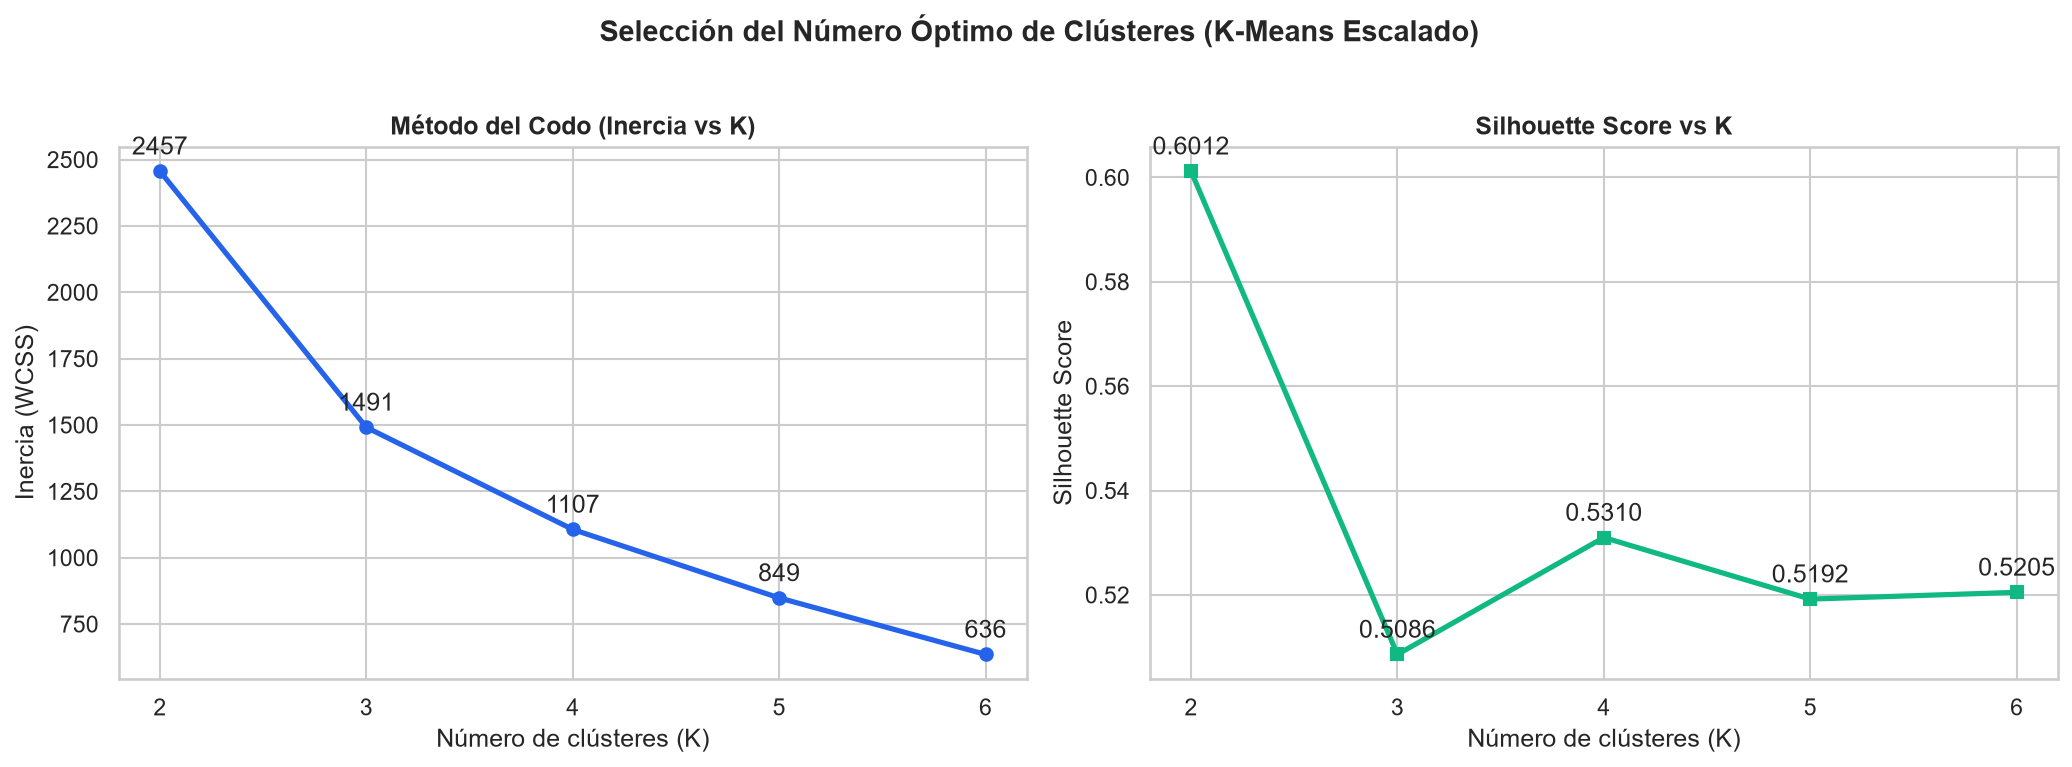 Selección del Número Óptimo de Clústeres (K-Means Escalado)
Método del Codo (Inercia vs K)
2457
1491
1107
849
636
2500
2250
2000
1750
1500
1250
1000
750
Inercia (WCSS)
2 3 4 5 6
Número de clústeres (K)
Silhouette Score vs K
0.6012
0.5086
0.5310
0.5192
0.5205
0.60
0.58
0.56
0.54
0.52
Silhouette Score
2 3 4 5 6
Número de clústeres (K)